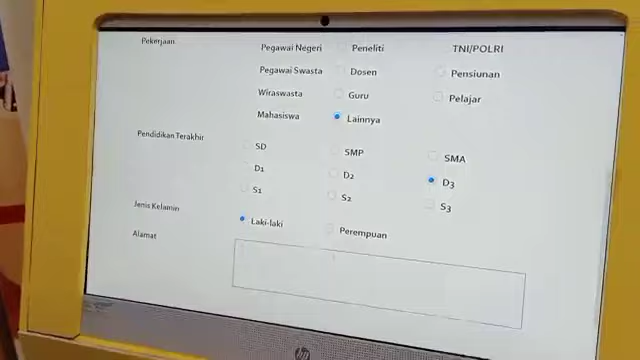 Pekerjaan
Pegawai Negeri Peneliti TNI/POLRI
Pegawai Swasta Dosen Pensiunan
Wiraswasta Guru Pelajar
Mahasiswa Lainnya
Pendidikan Terakhir SD SMP SMA
D1 D2 D3
S1 S2 S3
Jenis Kelamin Laki-laki Perempuan
Alamat
hp